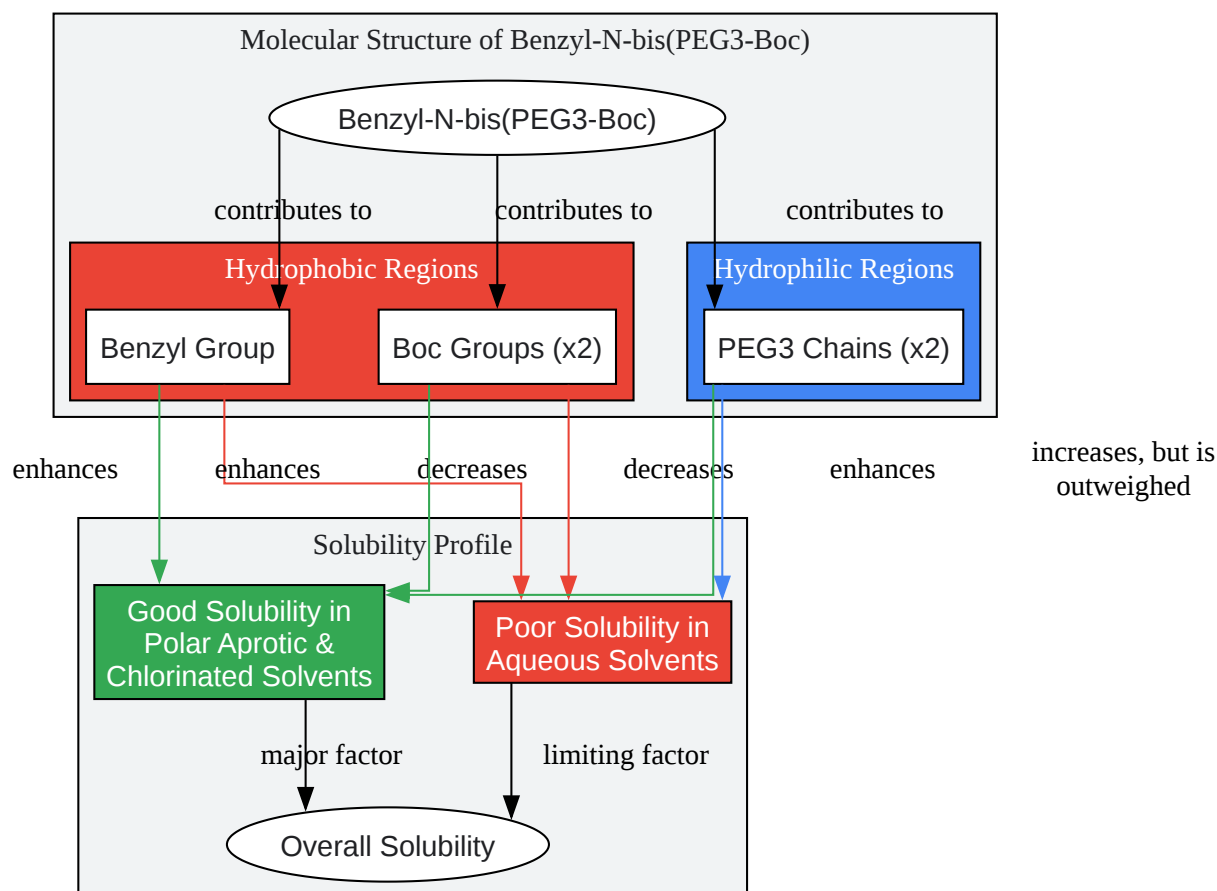 Molecular Structure of Benzyl-N-bis(PEG3-Boc)
Benzyl-N-bis(PEG3-Boc)
contributes to
contributes to
contributes to
Hydrophobic Regions
Hydrophilic Regions
Benzyl Group
Boc Groups (x2)
PEG3 Chains (x2)
enhances
enhances
decreases
decreases
enhances
increases, but is
outweighed
Solubility Profile
Good Solubility in
Polar Aprotic &
Chlorinated Solvents
Poor Solubility in
Aqueous Solvents
major factor
limiting factor
Overall Solubility